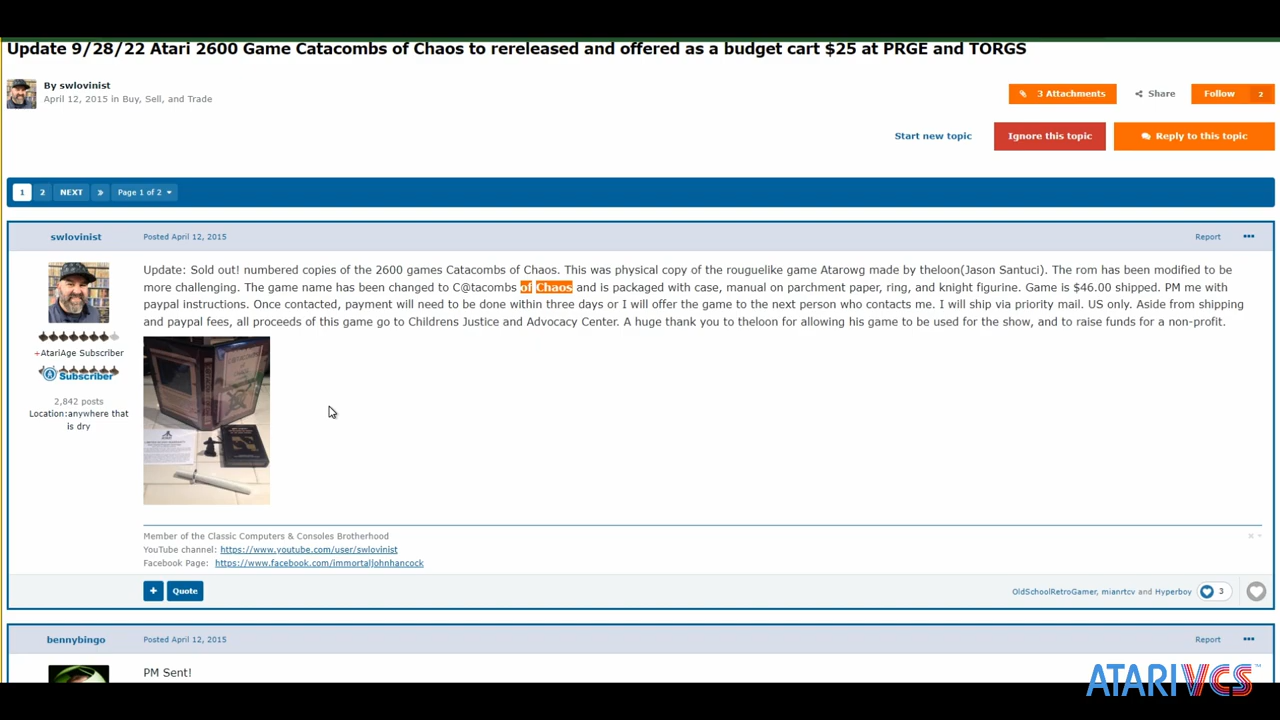 Update 9/28/22 Atari 2600 Game Catacombs of Chaos to rereleased and offered as a budget cart $25 at PRGE and TORGS
By swlovinist
April 12, 2015 in Buy, Sell, and Trade
3 Attachments
Share
Follow 2
Start new topic
Ignore this topic
Reply to this topic
1 2 NEXT » Page 1 of 2
swlovinist
Posted April 12, 2015
Report
Update: Sold out! numbered copies of the 2600 games Catacombs of Chaos. This was physical copy of the rouguelike game Atarowg made by theloon(Jason Santuci). The rom has been modified to be
more challenging. The game name has been changed to C@tacombs of Chaos and is packaged with case, manual on parchment paper, ring, and knight figurine. Game is $46.00 shipped. PM me with
paypal instructions. Once contacted, payment will need to be done within three days or I will offer the game to the next person who contacts me. I will ship via priority mail. US only. Aside from shipping
and paypal fees, all proceeds of this game go to Childrens Justice and Advocacy Center. A huge thank you to theloon for allowing his game to be used for the show, and to raise funds for a non-profit.
+AtariAge Subscriber
Subscriber
2,842 posts
Location:anywhere that
is dry
Member of the Classic Computers & Consoles Brotherhood
YouTube channel: https://www.youtube.com/user/swlovinist
Facebook Page: https://www.facebook.com/immortaljohnhancock
+ Quote
OldSchoolRetroGamer, mianrtcv and Hyperboy 3
bennybingo
Posted April 12, 2015
Report
PM Sent!
ATARI VCS™